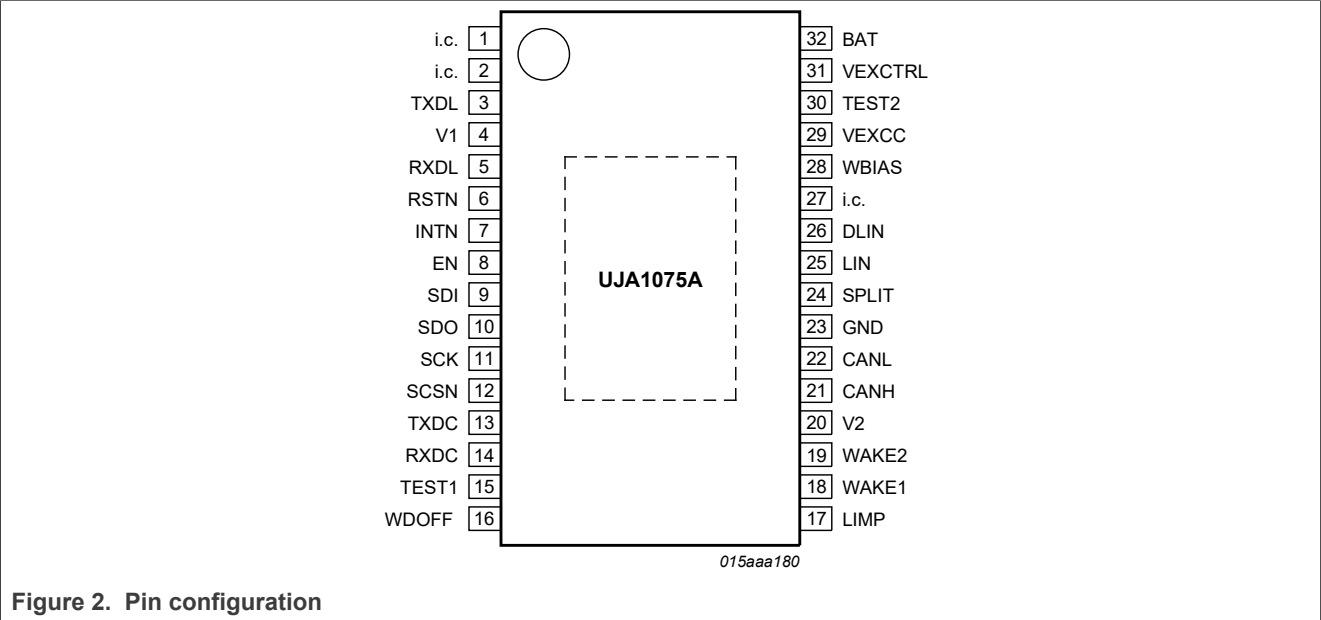 i.c. 1 32 BAT
i.c. 2 31 VEXCTRL
TXDL 3 30 TEST2
V1 4 29 VEXCC
RXDL 5 28 WBIAS
RSTN 6 27 i.c.
INTN 7 26 DLIN
EN 8 25 LIN
UJA1075A
SDI 9 24 SPLIT
SDO 10 23 GND
SCK 11 22 CANL
SCSN 12 21 CANH
TXDC 13 20 V2
RXDC 14 19 WAKE2
TEST1 15 18 WAKE1
WDOFF 16 17 LIMP
015aaa180
Figure 2. Pin configuration